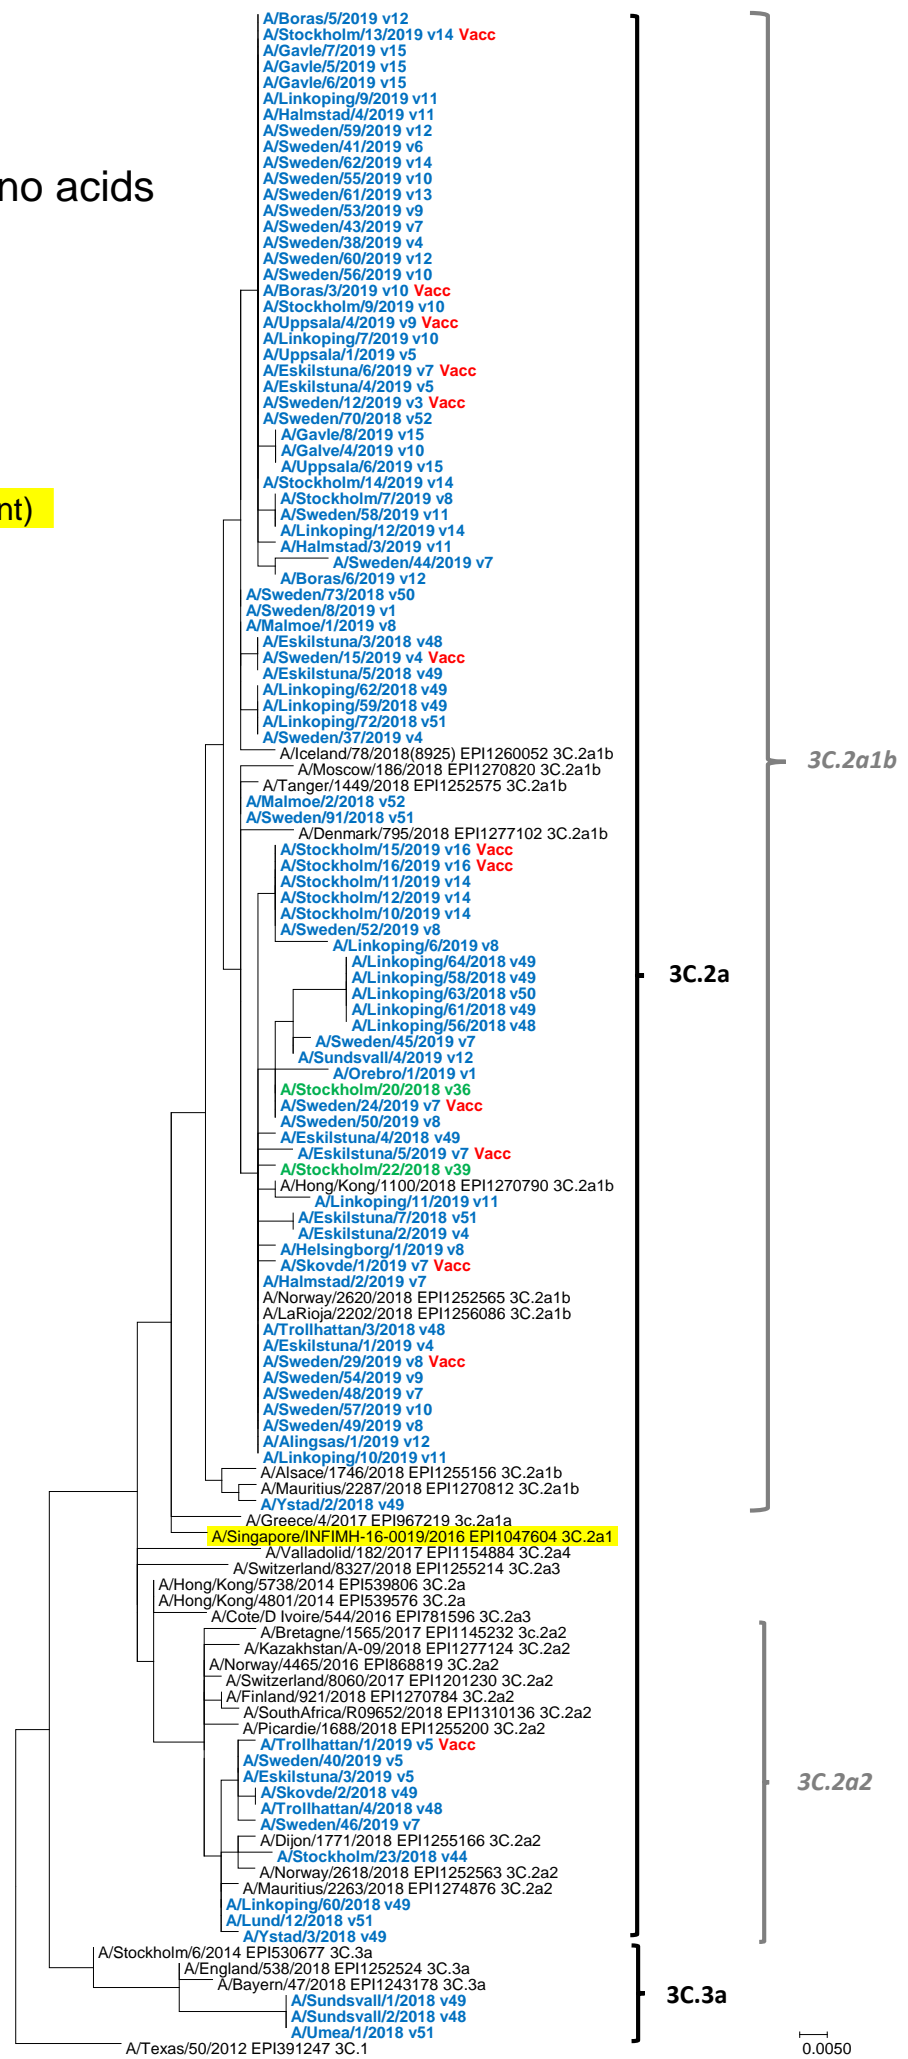 A/Boras/5/2019 v12
A/Stockholm/13/2019 v14 Vacc
A/Gavle/7/2019 v15
A/Gavle/5/2019 v15
A/Gavle/6/2019 v15
A/Linkoping/9/2019 v11
A/Halmstad/4/2019 v11
A/Sweden/59/2019 v12
A/Sweden/41/2019 v6
A/Sweden/62/2019 v14
A/Sweden/55/2019 v10
no acids
A/Sweden/61/2019 v13
A/Sweden/53/2019 v9
A/Sweden/43/2019 v7
A/Sweden/38/2019 v4
A/Sweden/60/2019 v12
A/Sweden/56/2019 v10
A/Boras/3/2019 v10 Vacc
A/Stockholm/9/2019 v10
A/Uppsala/4/2019 v9 Vacc
A/Linkoping/7/2019 v10
A/Uppsala/1/2019 v5
A/Eskilstuna/6/2019 v7 Vacc
A/Eskilstuna/4/2019 v5
A/Sweden/12/2019 v3 Vacc
A/Sweden/70/2018 v52
A/Gavle/8/2019 v15
A/Galve/4/2019 v10
A/Uppsala/6/2019 v15
A/Stockholm/14/2019 v14
A/Stockholm/7/2019 v8
nt)
A/Sweden/58/2019 v11
A/Linkoping/12/2019 v14
A/Halmstad/3/2019 v11
A/Sweden/44/2019 v7
A/Boras/6/2019 v12
A/Sweden/73/2018 v50
A/Sweden/8/2019 v1
A/Malmoe/1/2019 v8
A/Eskilstuna/3/2018 v48
A/Sweden/15/2019 v4 Vacc
A/Eskilstuna/5/2018 v49
A/Linkoping/62/2018 v49
A/Linkoping/59/2018 v49
A/Linkoping/72/2018 v51
A/Sweden/37/2019 v4
A/Iceland/78/2018(8925) EPI1260052 3C.2a1b
3C.2a1b
A/Moscow/186/2018 EPI1270820 3C.2a1b
A/Tanger/1449/2018 EPI1252575 3C.2a1b
A/Malmoe/2/2018 v52
A/Sweden/91/2018 v51
A/Denmark/795/2018 EPI1277102 3C.2a1b
A/Stockholm/15/2019 v16 Vacc
A/Stockholm/16/2019 v16 Vacc
A/Stockholm/11/2019 v14
A/Stockholm/12/2019 v14
A/Stockholm/10/2019 v14
A/Sweden/52/2019 v8
A/Linkoping/6/2019 v8
A/Linkoping/64/2018 v49
3C.2a
A/Linkoping/58/2018 v49
A/Linkoping/63/2018 v50
A/Linkoping/61/2018 v49
A/Linkoping/56/2018 v48
A/Sweden/45/2019 v7
A/Sundsvall/4/2019 v12
A/Orebro/1/2019 v1
A/Stockholm/20/2018 v36
A/Sweden/24/2019 v7 Vacc
A/Sweden/50/2019 v8
A/Eskilstuna/4/2018 v49
A/Eskilstuna/5/2019 v7 Vacc
A/Stockholm/22/2018 v39
A/Hong/Kong/1100/2018 EPI1270790 3C.2a1b
A/Linkoping/11/2019 v11
A/Eskilstuna/7/2018 v51
A/Eskilstuna/2/2019 v4
A/Helsingborg/1/2019 v8
A/Skovde/1/2019 v7 Vacc
A/Halmstad/2/2019 v7
A/Norway/2620/2018 EPI1252565 3C.2a1b
A/LaRioja/2202/2018 EPI1256086 3C.2a1b
A/Trollhattan/3/2018 v48
A/Eskilstuna/1/2019 v4
A/Sweden/29/2019 v8 Vacc
A/Sweden/54/2019 v9
A/Sweden/48/2019 v7
A/Sweden/57/2019 v10
A/Sweden/49/2019 v8
A/Alingsas/1/2019 v12
A/Linkoping/10/2019 v11
A/Alsace/1746/2018 EPI1255156 3C.2a1b
A/Mauritius/2287/2018 EPI1270812 3C.2a1b
A/Ystad/2/2018 v49
A/Greece/4/2017 EPI967219 3c.2a1a
A/Singapore/INFIMH-16-0019/2016 EPI1047604 3C.2a1
A/Valladolid/182/2017 EPI1154884 3C.2a4
A/Switzerland/8327/2018 EPI1255214 3C.2a3
A/Hong/Kong/5738/2014 EPI539806 3C.2a
A/Hong/Kong/4801/2014 EPI539576 3C.2a
A/Cote/D Ivoire/544/2016 EPI781596 3C.2a3
A/Bretagne/1565/2017 EPI1145232 3c.2a2
A/Kazakhstan/A-09/2018 EPI1277124 3C.2a2
A/Norway/4465/2016 EPI868819 3C.2a2
A/Switzerland/8060/2017 EPI1201230 3C.2a2
A/Finland/921/2018 EPI1270784 3C.2a2
A/SouthAfrica/R09652/2018 EPI1310136 3C.2a2
A/Picardie/1688/2018 EPI1255200 3C.2a2
A/Trollhattan/1/2019 v5 Vacc
A/Sweden/40/2019 v5
A/Eskilstuna/3/2019 v5
3C.2a2
A/Skovde/2/2018 v49
A/Trollhattan/4/2018 v48
A/Sweden/46/2019 v7
A/Dijon/1771/2018 EPI1255166 3C.2a2
A/Stockholm/23/2018 v44
A/Norway/2618/2018 EPI1252563 3C.2a2
A/Mauritius/2263/2018 EPI1274876 3C.2a2
A/Linkoping/60/2018 v49
A/Lund/12/2018 v51
A/Ystad/3/2018 v49
A/Stockholm/6/2014 EPI530677 3C.3a
A/England/538/2018 EPI1252524 3C.3a
A/Bayern/47/2018 EPI1243178 3C.3a
3C.3a
A/Sundsvall/1/2018 v49
A/Sundsvall/2/2018 v48
A/Umea/1/2018 v51
A/Texas/50/2012 EPI391247 3C.1
0.0050